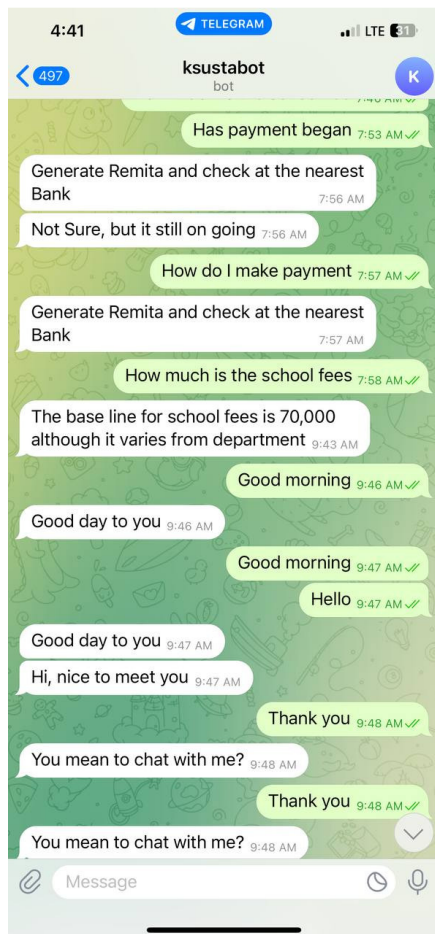 4:41
TELEGRAM
LTE 31
497
ksustabot
bot
K
7:46 AM
Has payment began 7:53 AM
Generate Remita and check at the nearest
Bank
7:56 AM
Not Sure, but it still on going 7:56 AM
How do I make payment 7:57 AM
Generate Remita and check at the nearest
Bank
7:57 AM
How much is the school fees 7:58 AM
The base line for school fees is 70,000
although it varies from department 9:43 AM
Good morning 9:46 AM
Good day to you 9:46 AM
Good morning 9:47 AM
Hello 9:47 AM
Good day to you 9:47 AM
Hi, nice to meet you 9:47 AM
Thank you 9:48 AM
You mean to chat with me? 9:48 AM
Thank you 9:48 AM
You mean to chat with me? 9:48 AM
Message